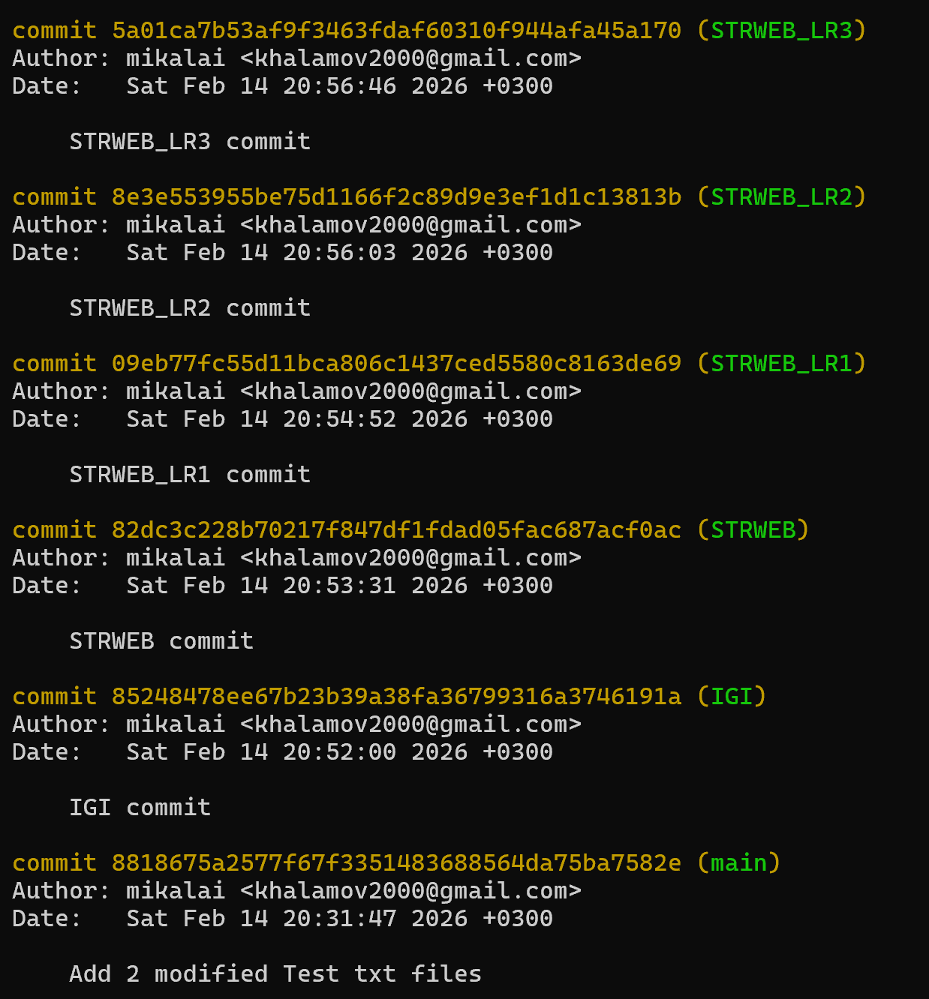 commit 5a01ca7b53af9f3463fdaf60310f944afa45a170 (STRWEB_LR3)
Author: mikalai <khalamov2000@gmail.com>
Date:   Sat Feb 14 20:56:46 2026 +0300
STRWEB_LR3 commit
commit 8e3e553955be75d1166f2c89d9e3ef1d1c13813b (STRWEB_LR2)
Author: mikalai <khalamov2000@gmail.com>
Date:   Sat Feb 14 20:56:03 2026 +0300
STRWEB_LR2 commit
commit 09eb77fc55d11bca806c1437ced5580c8163de69 (STRWEB_LR1)
Author: mikalai <khalamov2000@gmail.com>
Date:   Sat Feb 14 20:54:52 2026 +0300
STRWEB_LR1 commit
commit 82dc3c228b70217f847df1fdad05fac687acf0ac (STRWEB)
Author: mikalai <khalamov2000@gmail.com>
Date:   Sat Feb 14 20:53:31 2026 +0300
STRWEB commit
commit 85248478ee67b23b39a38fa36799316a3746191a (IGI)
Author: mikalai <khalamov2000@gmail.com>
Date:   Sat Feb 14 20:52:00 2026 +0300
IGI commit
commit 8818675a2577f67f3351483688564da75ba7582e (main)
Author: mikalai <khalamov2000@gmail.com>
Date:   Sat Feb 14 20:31:47 2026 +0300
Add 2 modified Test txt files